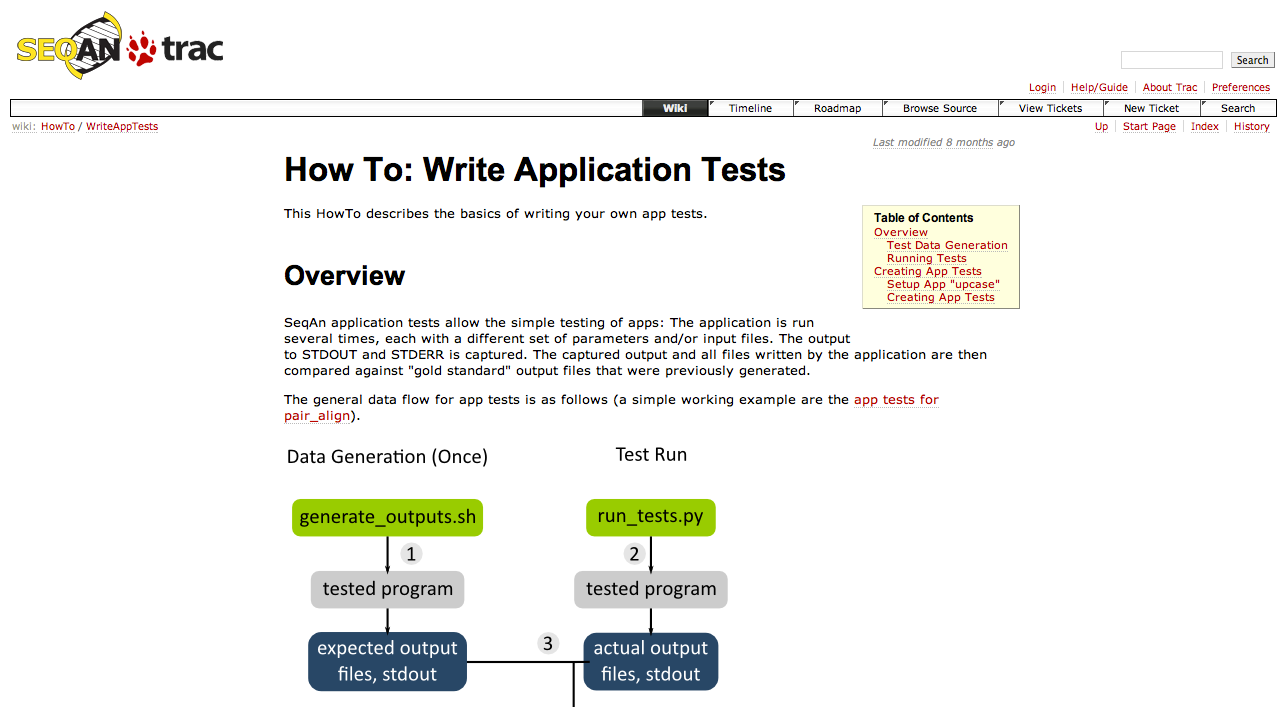 SEQAN trac
Search
Login Help/Guide About Trac Preferences
Wiki Timeline Roadmap Browse Source View Tickets New Ticket Search
wiki: HowTo / WriteAppTests
Up Start Page Index History
Last modified 8 months ago
How To: Write Application Tests
This HowTo describes the basics of writing your own app tests.
Table of Contents
Overview
Test Data Generation
Running Tests
Creating App Tests
Setup App "upcase"
Creating App Tests
Overview
SeqAn application tests allow the simple testing of apps: The application is run
several times, each with a different set of parameters and/or input files. The output
to STDOUT and STDERR is captured. The captured output and all files written by the application are then
compared against "gold standard" output files that were previously generated.
The general data flow for app tests is as follows (a simple working example are the app tests for
pair_align).
Data Generation (Once)
Test Run
generate_outputs.sh
run_tests.py
1
2
tested program
tested program
3
expected output
files, stdout
actual output
files, stdout